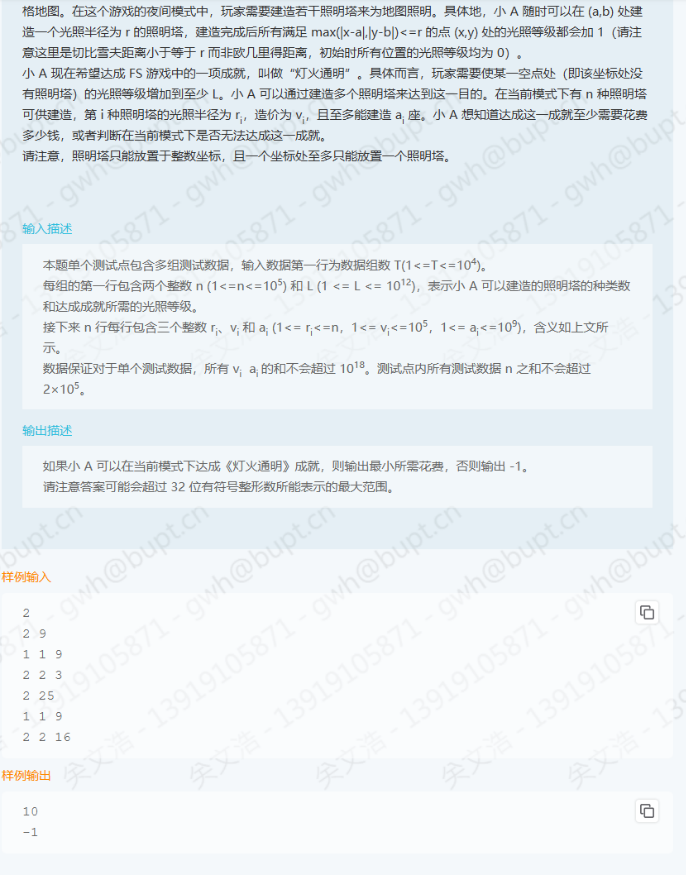 格地图。在这个游戏的夜间模式中，玩家需要建造若干照明塔来为地图照明。具体地，小 A 随时可以在 (a,b) 处建
造一个光照半径为 r 的照明塔，建造完成后所有满足 max(|x-a|,|y-b|)<=r 的点 (x,y) 处的光照等级都会加 1（请注
意这里是切比雪夫距离小于等于 r 而非欧几里得距离，初始时所有位置的光照等级均为 0）。
小 A 现在希望达成 FS 游戏中的一项成就，叫做“灯火通明”。具体而言，玩家需要使某一空点处（即该坐标处没
有照明塔）的光照等级增加到至少 L。小 A 可以通过建造多个照明塔来达到这一目的。在当前模式下有 n 种照明塔
可供建造，第 i 种照明塔的光照半径为 ri，造价为 vi，且至多能建造 ai 座。小 A 想知道达成这一成就至少需要花费
多少钱，或者判断在当前模式下是否无法达成这一成就。
请注意，照明塔只能放置于整数坐标，且一个坐标处至多只能放置一个照明塔。
输入描述
本题单个测试点包含多组测试数据，输入数据第一行为数据组数 T(1<=T<=10^4)。
每组的第一行包含两个整数 n (1<=n<=10^5) 和 L (1 <= L <= 10^12)，表示小 A 可以建造的照明塔的种类数
和达成成就所需的光照等级。
接下来 n 行每行包含三个整数 ri、vi 和 ai (1<= ri<=n，1<= vi<=10^5，1<= ai<=10^9)，含义如上文所
示。
数据保证对于单个测试数据，所有 vi ai 的和不会超过 10^18。测试点内所有测试数据 n 之和不会超过
2×10^5。
输出描述
如果小 A 可以在当前模式下达成《灯火通明》成就，则输出最小所需花费，否则输出 -1。
请注意答案可能会超过 32 位有符号整形数所能表示的最大范围。
样例输入
2
2 9
1 1 9
2 2 3
2 25
1 1 9
2 2 16
样例输出
10
-1
关文浩 - 13919105871 - gwh@bupt.cn